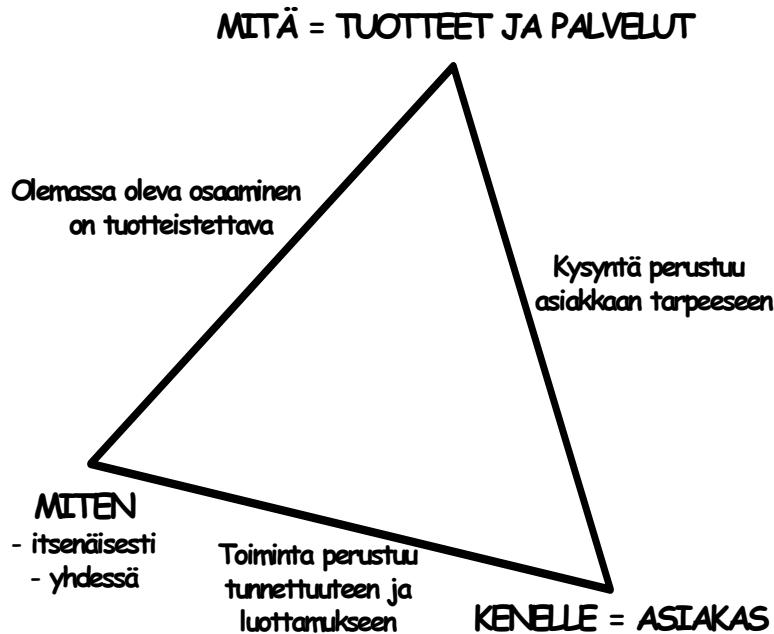 MITÄ = TUOTTEET JA PALVELUT
Olemassa oleva osaaminen
on tuotteistettava
Kysyntä perustuu
asiakkaan tarpeeseen
MITEN
- itsenäisesti
- yhdessä
Toiminta perustuu
tunnettuuteen ja
luottamukseen
KENELLE = ASIAKAS